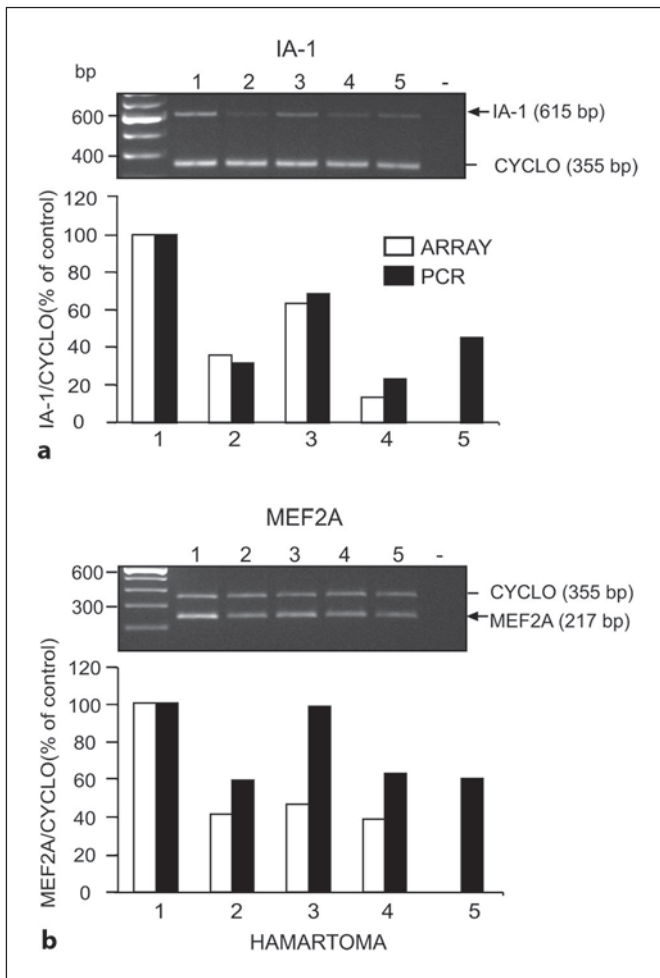 IA-1
bp
1 2 3 4 5 -
600
IA-1 (615 bp)
400
CYCLO (355 bp)
120
100
80
60
40
20
0
IA-1/CYCLO(% of control)
ARRAY
PCR
1 2 3 4 5
a
MEF2A
1 2 3 4 5 -
600
CYCLO (355 bp)
300
MEF2A (217 bp)
120
100
80
60
40
20
0
MEF2A/CYCLO(% of control)
1 2 3 4 5
b
HAMARTOMA